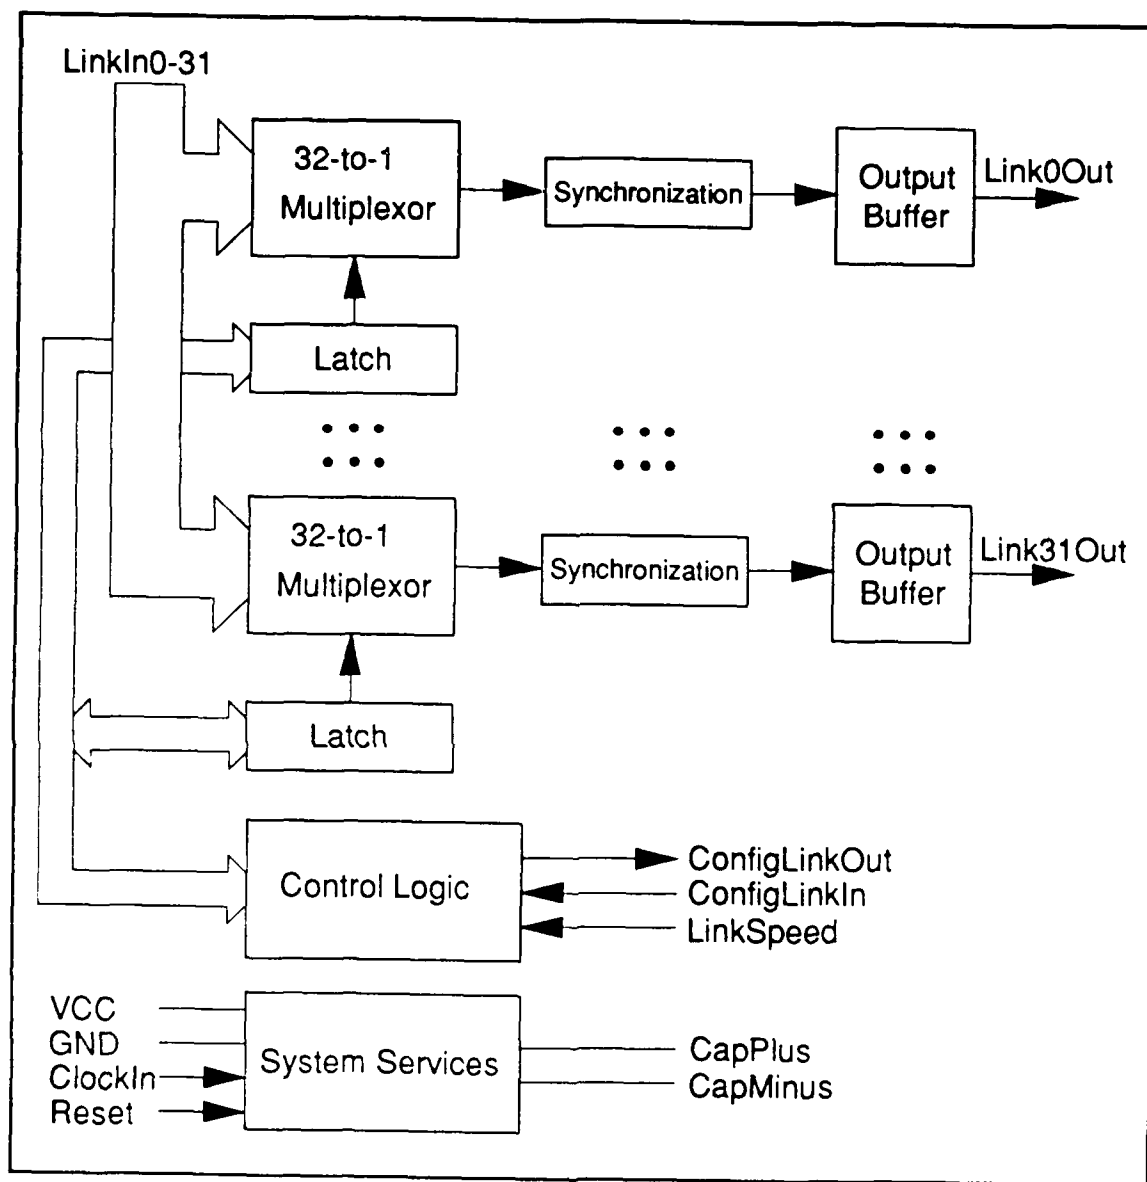 LinkIn0-31
32-to-1
Multiplexor
Synchronization
Output
Buffer
Link0Out
Latch
32-to-1
Multiplexor
Synchronization
Output
Buffer
Link31Out
Latch
Control Logic
ConfigLinkOut
ConfigLinkIn
LinkSpeed
VCC
GND
ClockIn
Reset
System Services
CapPlus
CapMinus